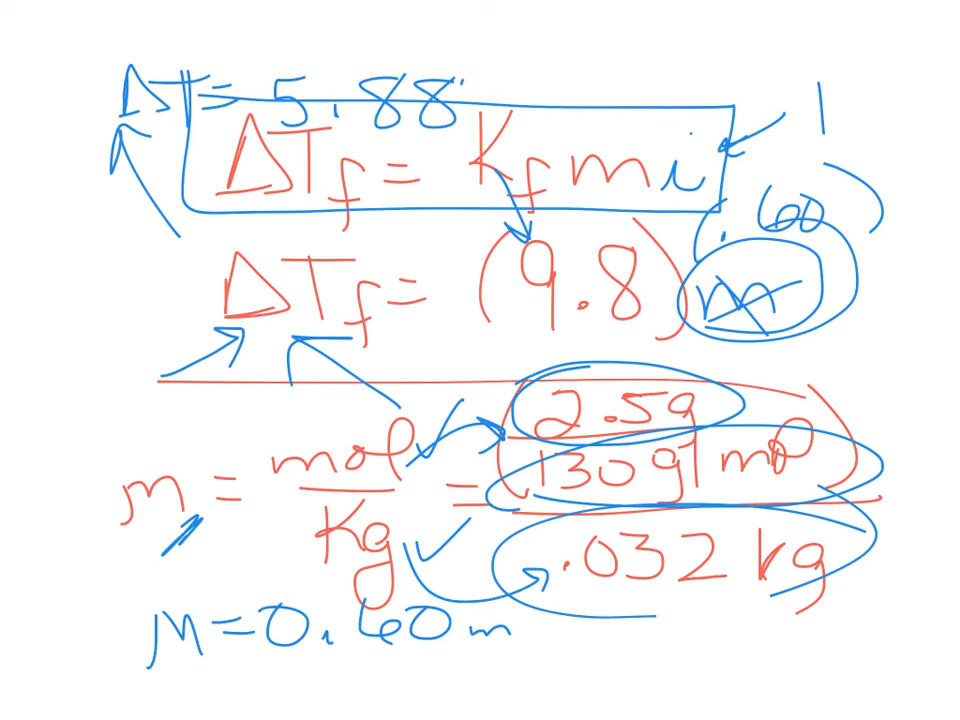 ΔT = 5.88
ΔTf = Kf m i
1
.60
ΔTf = (9.8) m
2.5g
m = mol = 130 g/mol
Kg
.032 kg
m = 0.60m